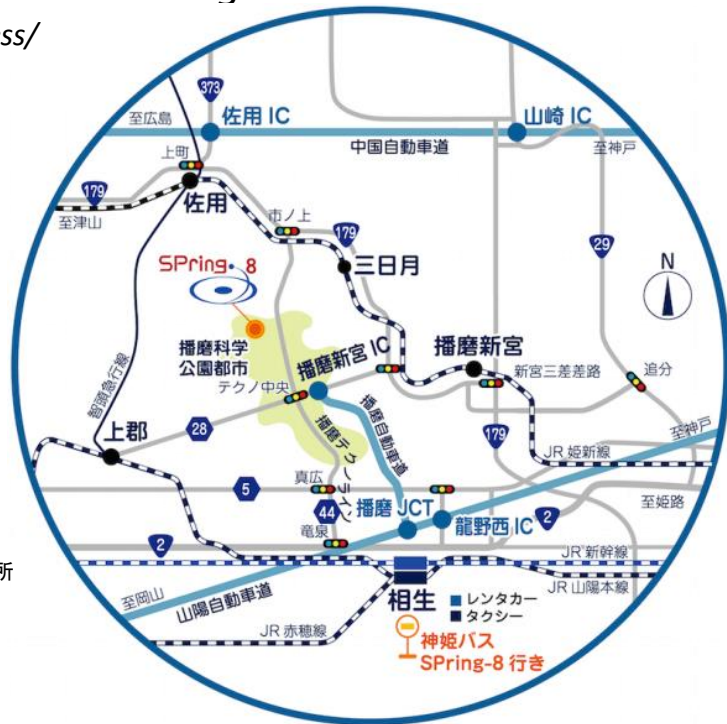 ss/
373
至広島
佐用 IC
山崎 IC
中国自動車道
至神戸
上町
179
佐用
至津山
市ノ上
179
29
SPring-8
三日月
N
播磨科学
公園都市
播磨新宮 IC
播磨新宮
新宮三差差路
追分
テクノ中央
智頭急行線
播磨自動車道
28
上郡
播磨テクノライン
179
至神戸
JR 姫新線
真広
5
44
播磨 JCT
龍野西 IC
2
至姫路
竜泉
2
JR 新幹線
所
至岡山
山陽自動車道
相生
レンタカー
タクシー
JR 山陽本線
JR 赤穂線
神姫バス
SPring-8 行き